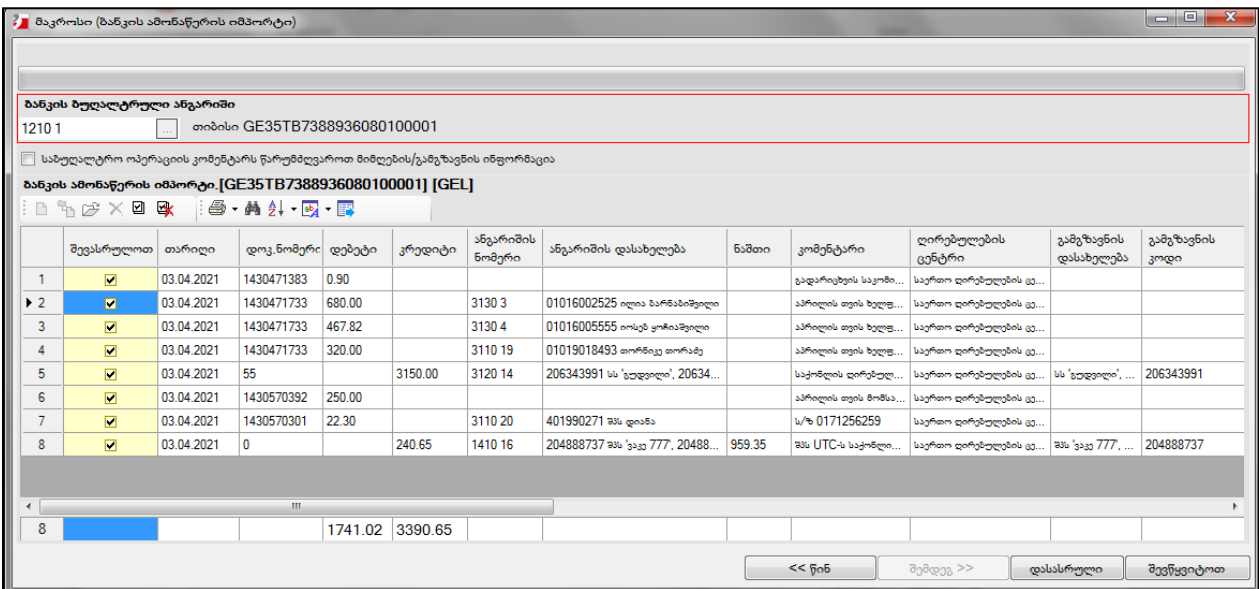 მაკროსი (ბანკის ამონაწერის იმპორტი)
ბანკის ბუღალტრული ანგარიში
1210 1 ... თიბისი GE35TB7388936080100001
საბუღალტრო ოპერაციის კომენტარს წარუმძღვაროთ მიმღების/გამგზავნის ინფორმაცია
ბანკის ამონაწერის იმპორტი.[GE35TB7388936080100001] [GEL]
შევასრულოთ თარიღი დოკ.ნომერი დებეტი კრედიტი ანგარიშის ნომერი ანგარიშის დასახელება ნაშთი კომენტარი ღირებულების ცენტრი გამგზავნის დასახელება გამგზავნის კოდი
1 03.04.2021 1430471383 0.90 გადარიცხვის საკომი... საერთო ღირებულების ცე...
2 03.04.2021 1430471733 680.00 3130 3 01016002525 ილია ბარნაბიშვილი აპრილის თვის ხელფ... საერთო ღირებულების ცე...
3 03.04.2021 1430471733 467.82 3130 4 01016005555 იოსებ ყორიაშვილი აპრილის თვის ხელფ... საერთო ღირებულების ცე...
4 03.04.2021 1430471733 320.00 3110 19 01019018493 თორნიკე თორაძე აპრილის თვის ხელფ... საერთო ღირებულების ცე...
5 03.04.2021 55 3150.00 3120 14 206343991 სს 'გუდვილი', 20634... საქონლის ღირებულ... საერთო ღირებულების ცე... სს 'გუდვილი', ... 206343991
6 03.04.2021 1430570392 250.00 აპრილის თვის მომსა... საერთო ღირებულების ცე...
7 03.04.2021 1430570301 22.30 3110 20 401990271 შპს დიანა ს/ზ 0171256259 საერთო ღირებულების ცე...
8 03.04.2021 0 240.65 1410 16 204888737 შპს 'ვაკე 777', 20488... 959.35 შპს UTC-ს საქონლი... საერთო ღირებულების ცე... შპს 'ვაკე 777', ... 204888737
8 1741.02 3390.65
<< წინ შემდეგ >> დასასრული შევწყვიტოთ